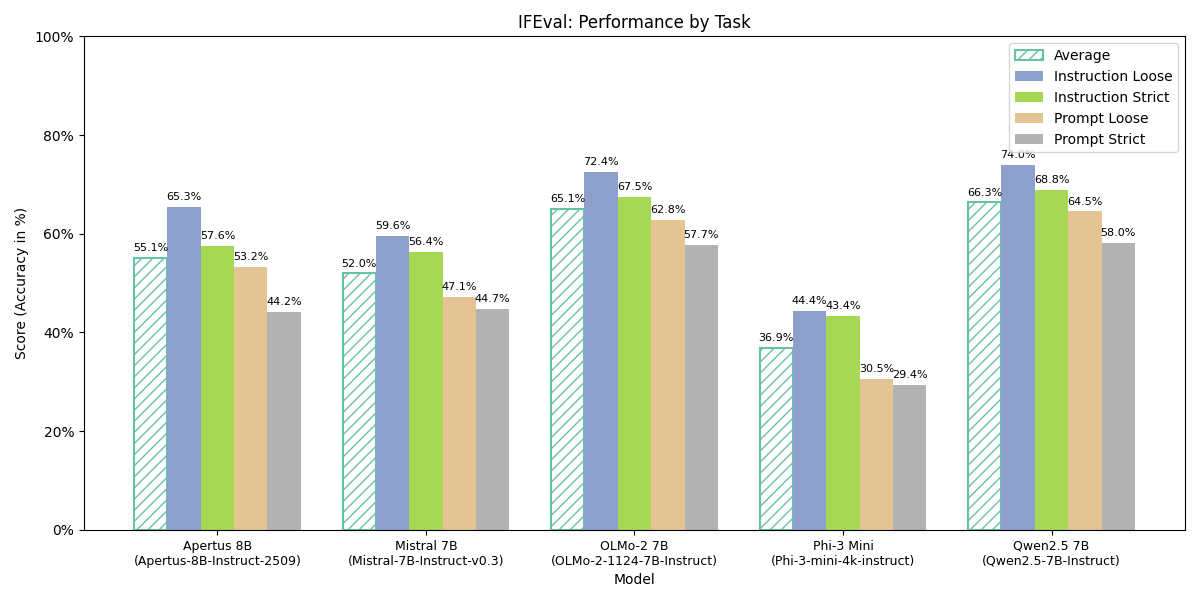 IFEval: Performance by Task
Score (Accuracy in %)
100%
80%
60%
40%
20%
0%
Average
Instruction Loose
Instruction Strict
Prompt Loose
Prompt Strict
55.1%
65.3%
57.6%
53.2%
44.2%
52.0%
59.6%
56.4%
47.1%
44.7%
65.1%
72.4%
67.5%
62.8%
57.7%
36.9%
44.4%
43.4%
30.5%
29.4%
66.3%
74.0%
68.8%
64.5%
58.0%
Apertus 8B
(Apertus-8B-Instruct-2509)
Mistral 7B
(Mistral-7B-Instruct-v0.3)
OLMo-2 7B
(OLMo-2-1124-7B-Instruct)
Phi-3 Mini
(Phi-3-mini-4k-instruct)
Qwen2.5 7B
(Qwen2.5-7B-Instruct)
Model